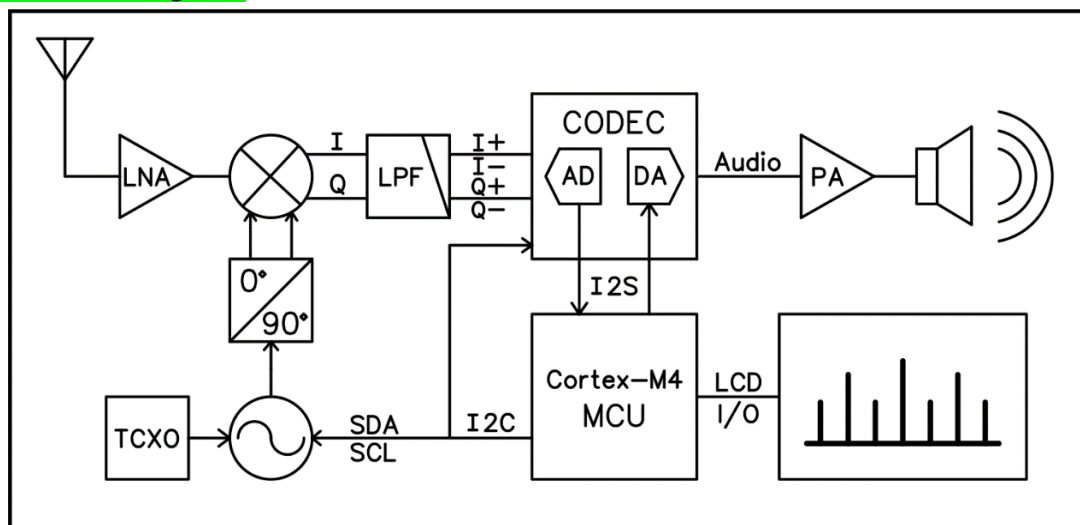 CODEC
I
I+
I-
LNA
LPF
AD
DA
Audio
PA
Q
Q+
Q-
0°
90°
I2S
Cortex-M4
MCU
LCD
I/O
TCXO
SDA
SCL
I2C